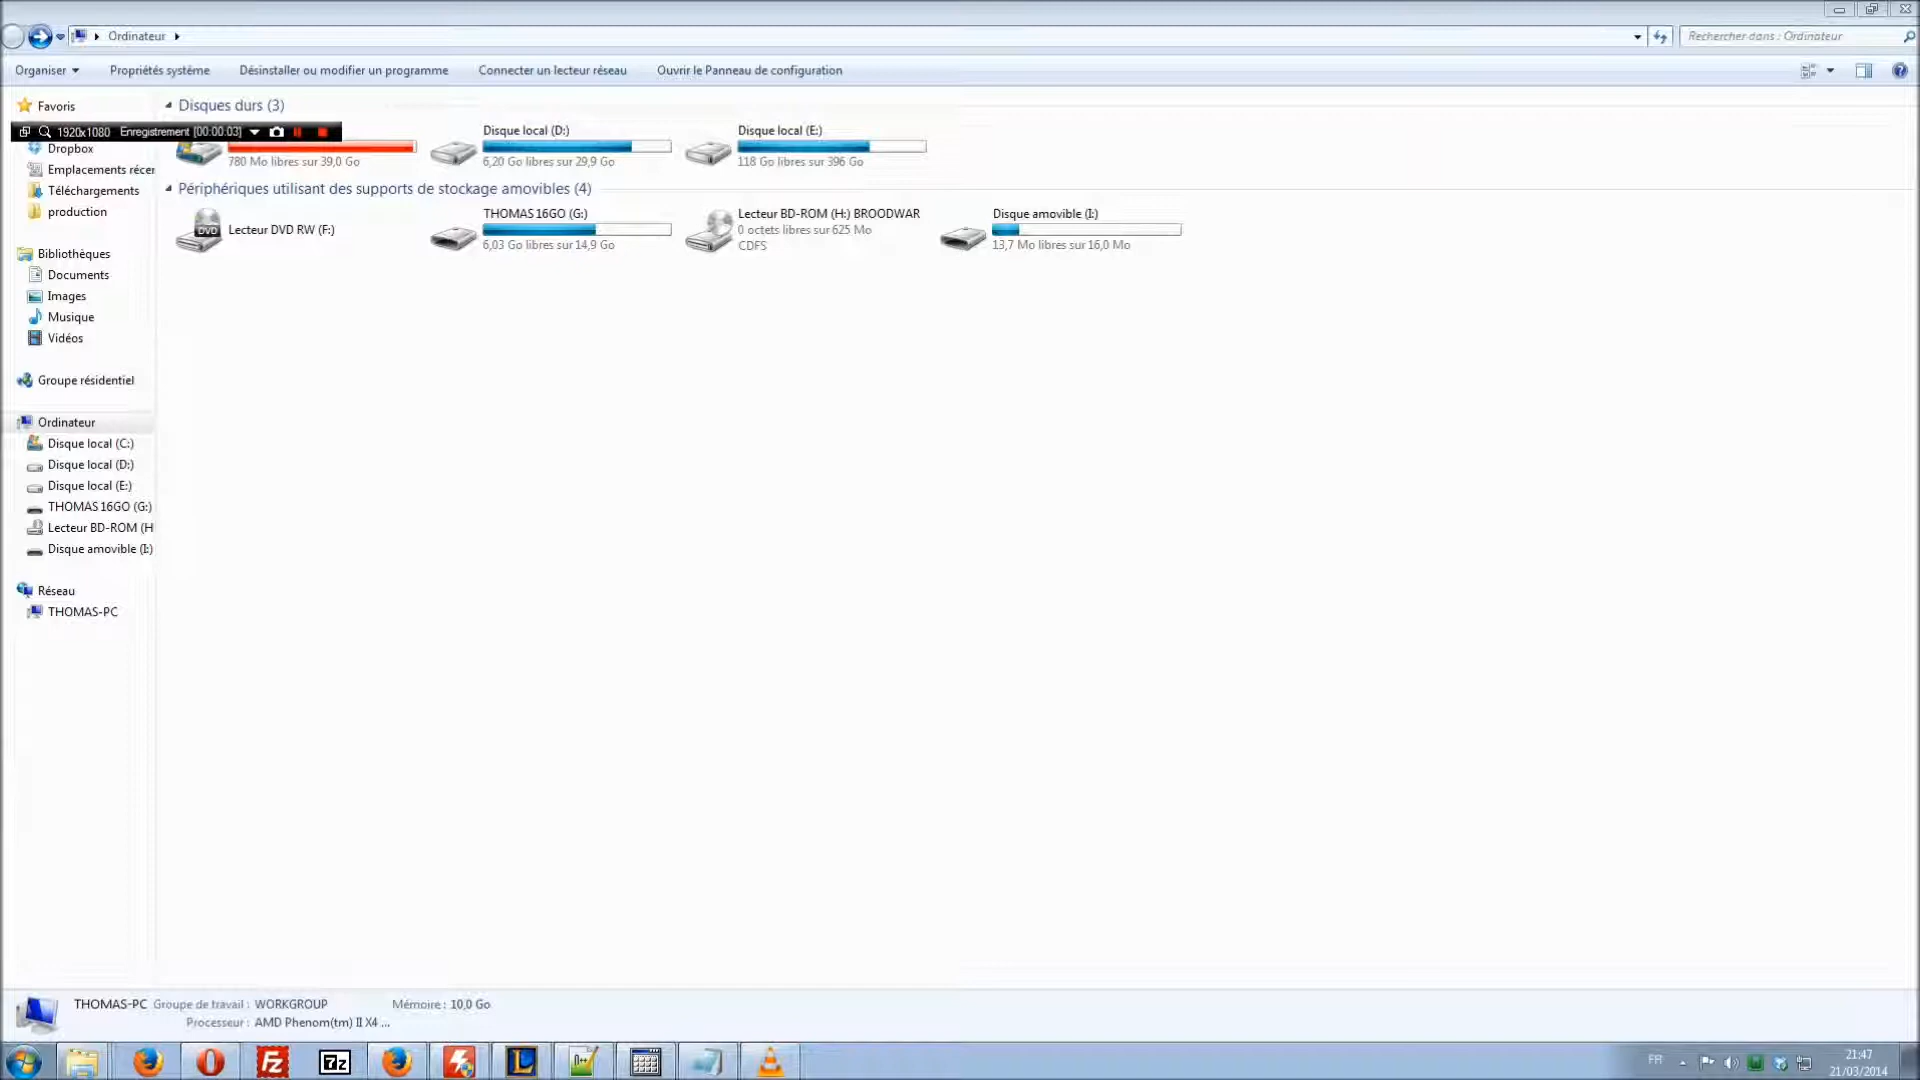 Ordinateur
Rechercher dans : Ordinateur
Organiser
Propriétés système
Désinstaller ou modifier un programme
Connecter un lecteur réseau
Ouvrir le Panneau de configuration
Favoris
1920x1080 Enregistrement [00:00:03]
Dropbox
Emplacements récer
Téléchargements
production
Bibliothèques
Documents
Images
Musique
Vidéos
Groupe résidentiel
Ordinateur
Disque local (C:)
Disque local (D:)
Disque local (E:)
THOMAS 16GO (G:)
Lecteur BD-ROM (H
Disque amovible (I:)
Réseau
THOMAS-PC
Disques durs (3)
780 Mo libres sur 39,0 Go
Disque local (D:)
6,20 Go libres sur 29,9 Go
Disque local (E:)
118 Go libres sur 396 Go
Périphériques utilisant des supports de stockage amovibles (4)
DVD
Lecteur DVD RW (F:)
THOMAS 16GO (G:)
6,03 Go libres sur 14,9 Go
Lecteur BD-ROM (H:) BROODWAR
0 octets libres sur 625 Mo
CDFS
Disque amovible (I:)
13,7 Mo libres sur 16,0 Mo
THOMAS-PC Groupe de travail : WORKGROUP Mémoire : 10,0 Go
Processeur : AMD Phenom(tm) II X4 ...
FZ
7z
L
FR
21:47
21/03/2014